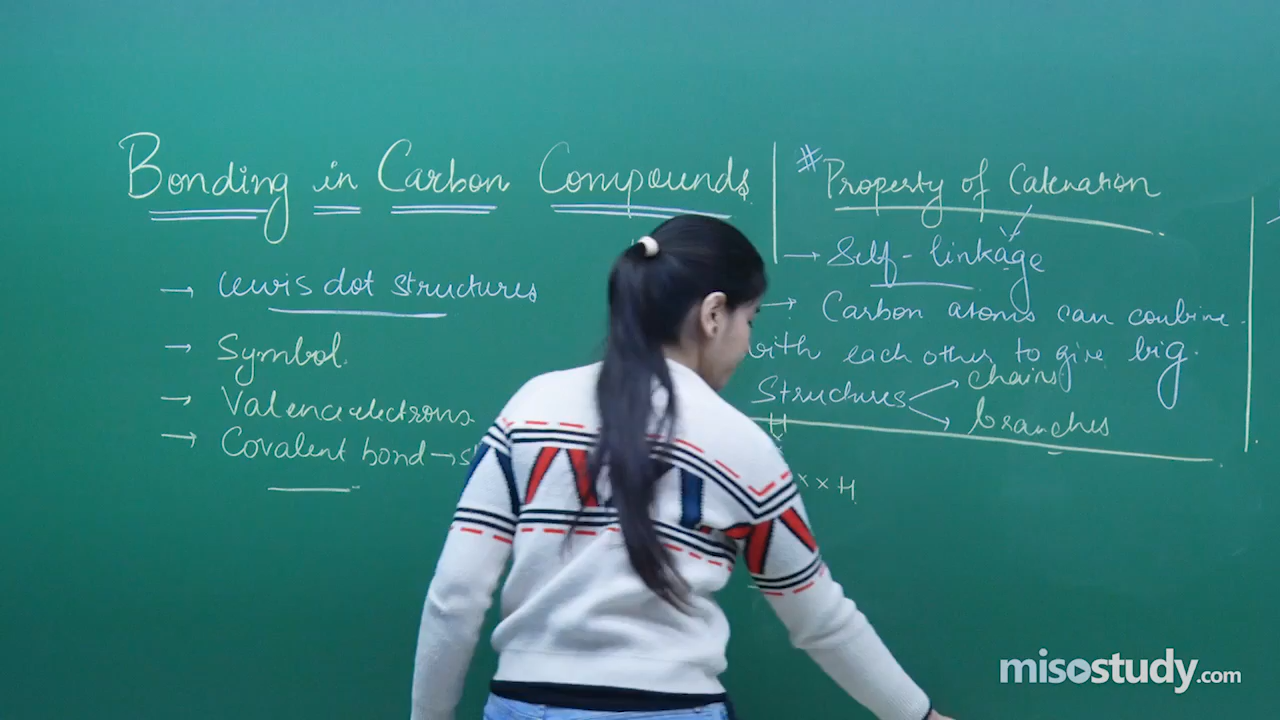 Bonding in Carbon Compounds
→ Lewis dot structures
→ Symbol
→ Valence electrons
→ Covalent bond → s
# Property of Catenation
→ Self-linkage
→ Carbon atoms can combine
with each other to give big
Structures chains
branches
H
x x H
misostudy.com